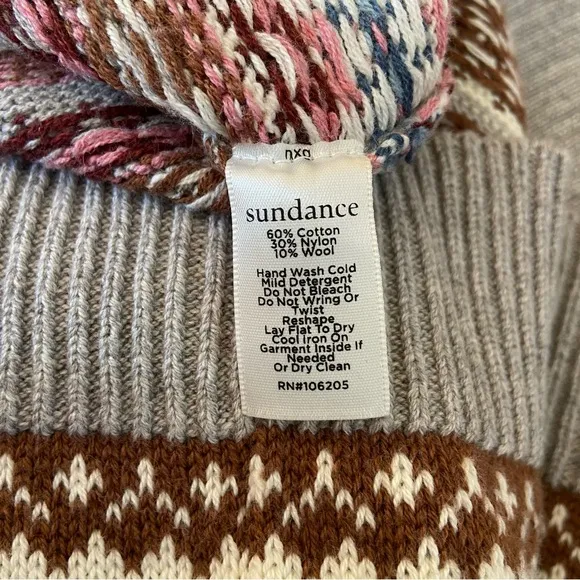 nxq
sundance
60% Cotton
30% Nylon
10% Wool
Hand Wash Cold
Mild Detergent
Do Not Bleach
Do Not Wring Or
Twist
Reshape
Lay Flat To Dry
Cool Iron On
Garment Inside If
Needed
Or Dry Clean
RN#106205